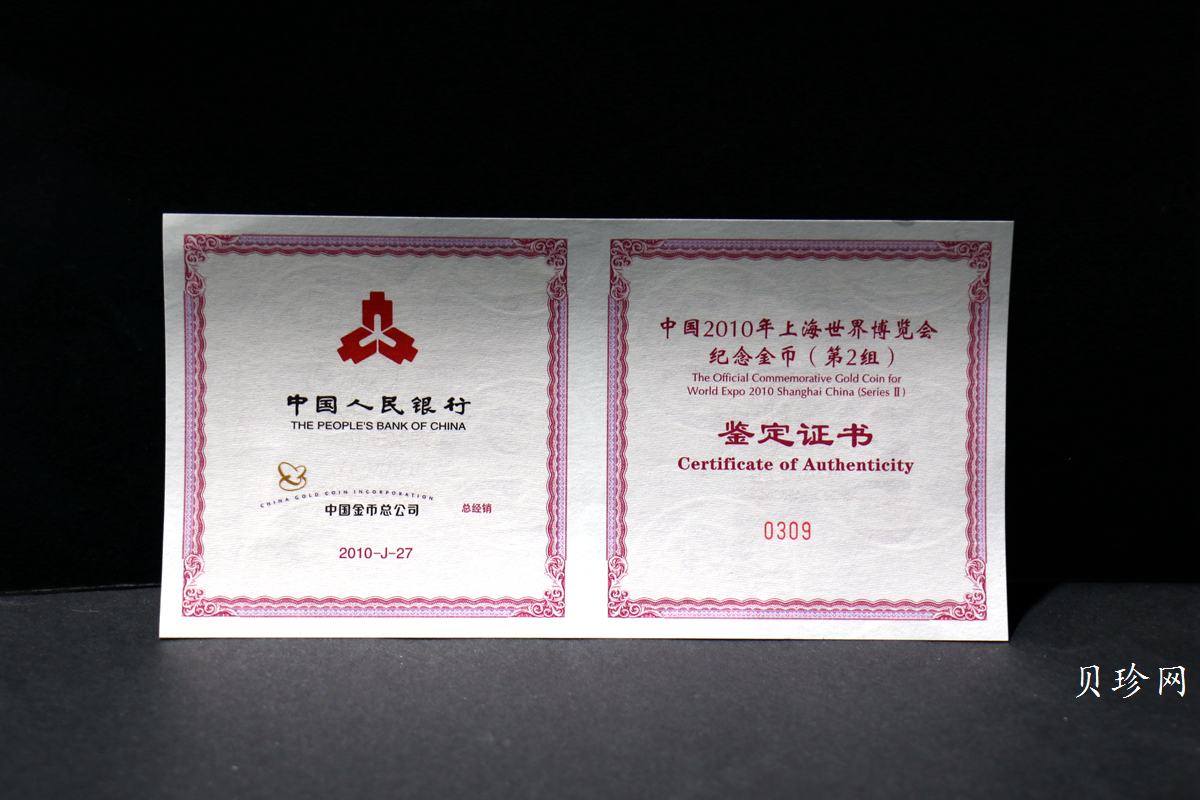 中国人民银行
THE PEOPLE'S BANK OF CHINA
CHINA GOLD COIN INCORPORATION
中国金币总公司
总经销
2010-J-27
中国2010年上海世界博览会
纪念金币（第2组）
The Official Commemorative Gold Coin for
World Expo 2010 Shanghai China (Series Ⅱ)
鉴定证书
Certificate of Authenticity
0309
贝珍网